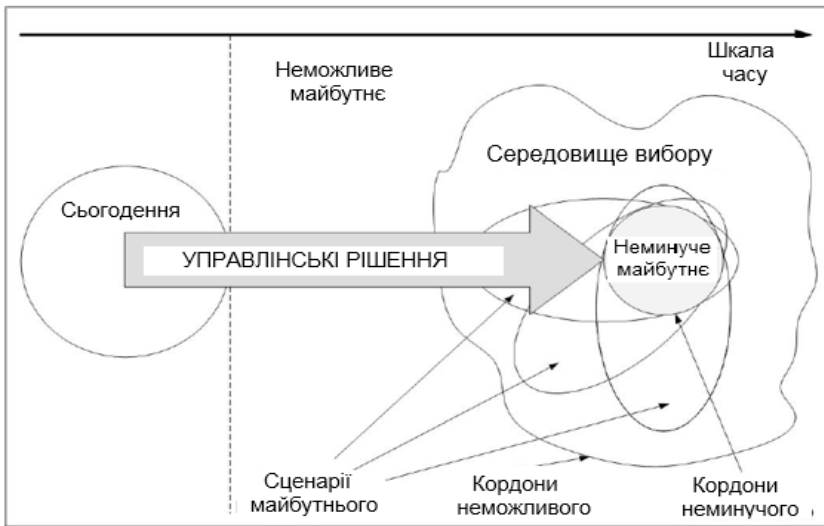 Шкала
часу
Неможливе
майбутнє
Середовище вибору
Сьогодення
УПРАВЛІНСЬКІ РІШЕННЯ
Неминуче
майбутнє
Сценарії
майбутнього
Кордони
неможливого
Кордони
неминучого